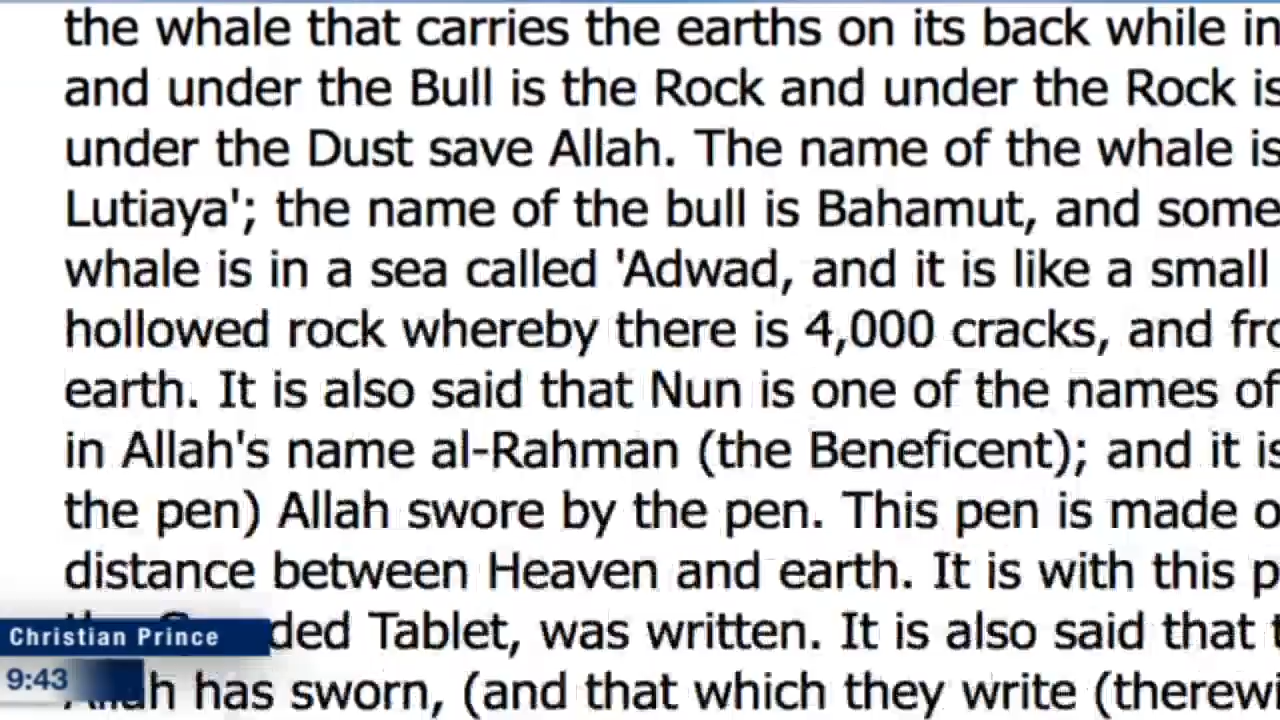 the whale that carries the earths on its back while in
and under the Bull is the Rock and under the Rock is
under the Dust save Allah. The name of the whale is
Lutiaya'; the name of the bull is Bahamut, and some
whale is in a sea called 'Adwad, and it is like a small
hollowed rock whereby there is 4,000 cracks, and fro
earth. It is also said that Nun is one of the names of
in Allah's name al-Rahman (the Beneficent); and it is
the pen) Allah swore by the pen. This pen is made o
distance between Heaven and earth. It is with this p
ded Tablet, was written. It is also said that t
Christian Prince
has sworn, (and that which they write (therewi
9:43